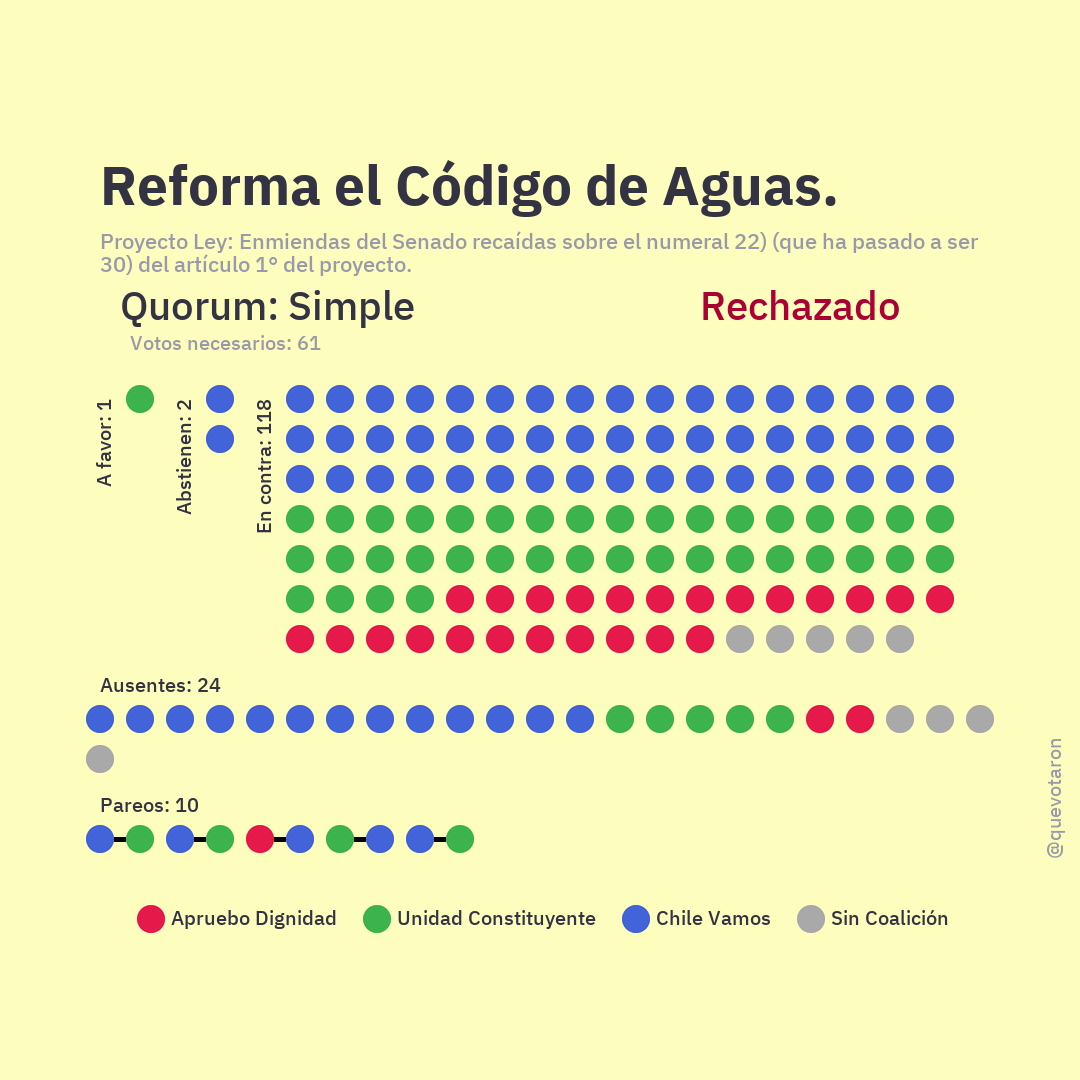 Reforma el Código de Aguas.
Proyecto Ley: Enmiendas del Senado recaídas sobre el numeral 22) (que ha pasado a ser
30) del artículo 1° del proyecto.
Quorum: Simple
Rechazado
Votos necesarios: 61
A favor: 1
Abstienen: 2
En contra: 118
Ausentes: 24
Pareos: 10
@quevotaron
Apruebo Dignidad
Unidad Constituyente
Chile Vamos
Sin Coalición